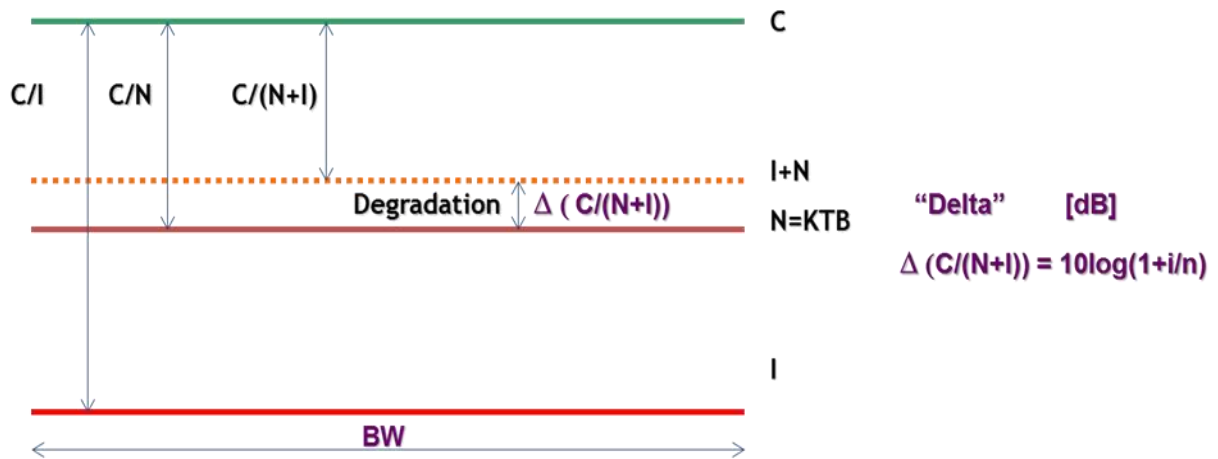 C
C/I C/N C/(N+I)
I+N
Degradation Δ ( C/(N+I))
N=KTB
“Delta” [dB]
Δ (C/(N+I)) = 10log(1+i/n)
I
BW